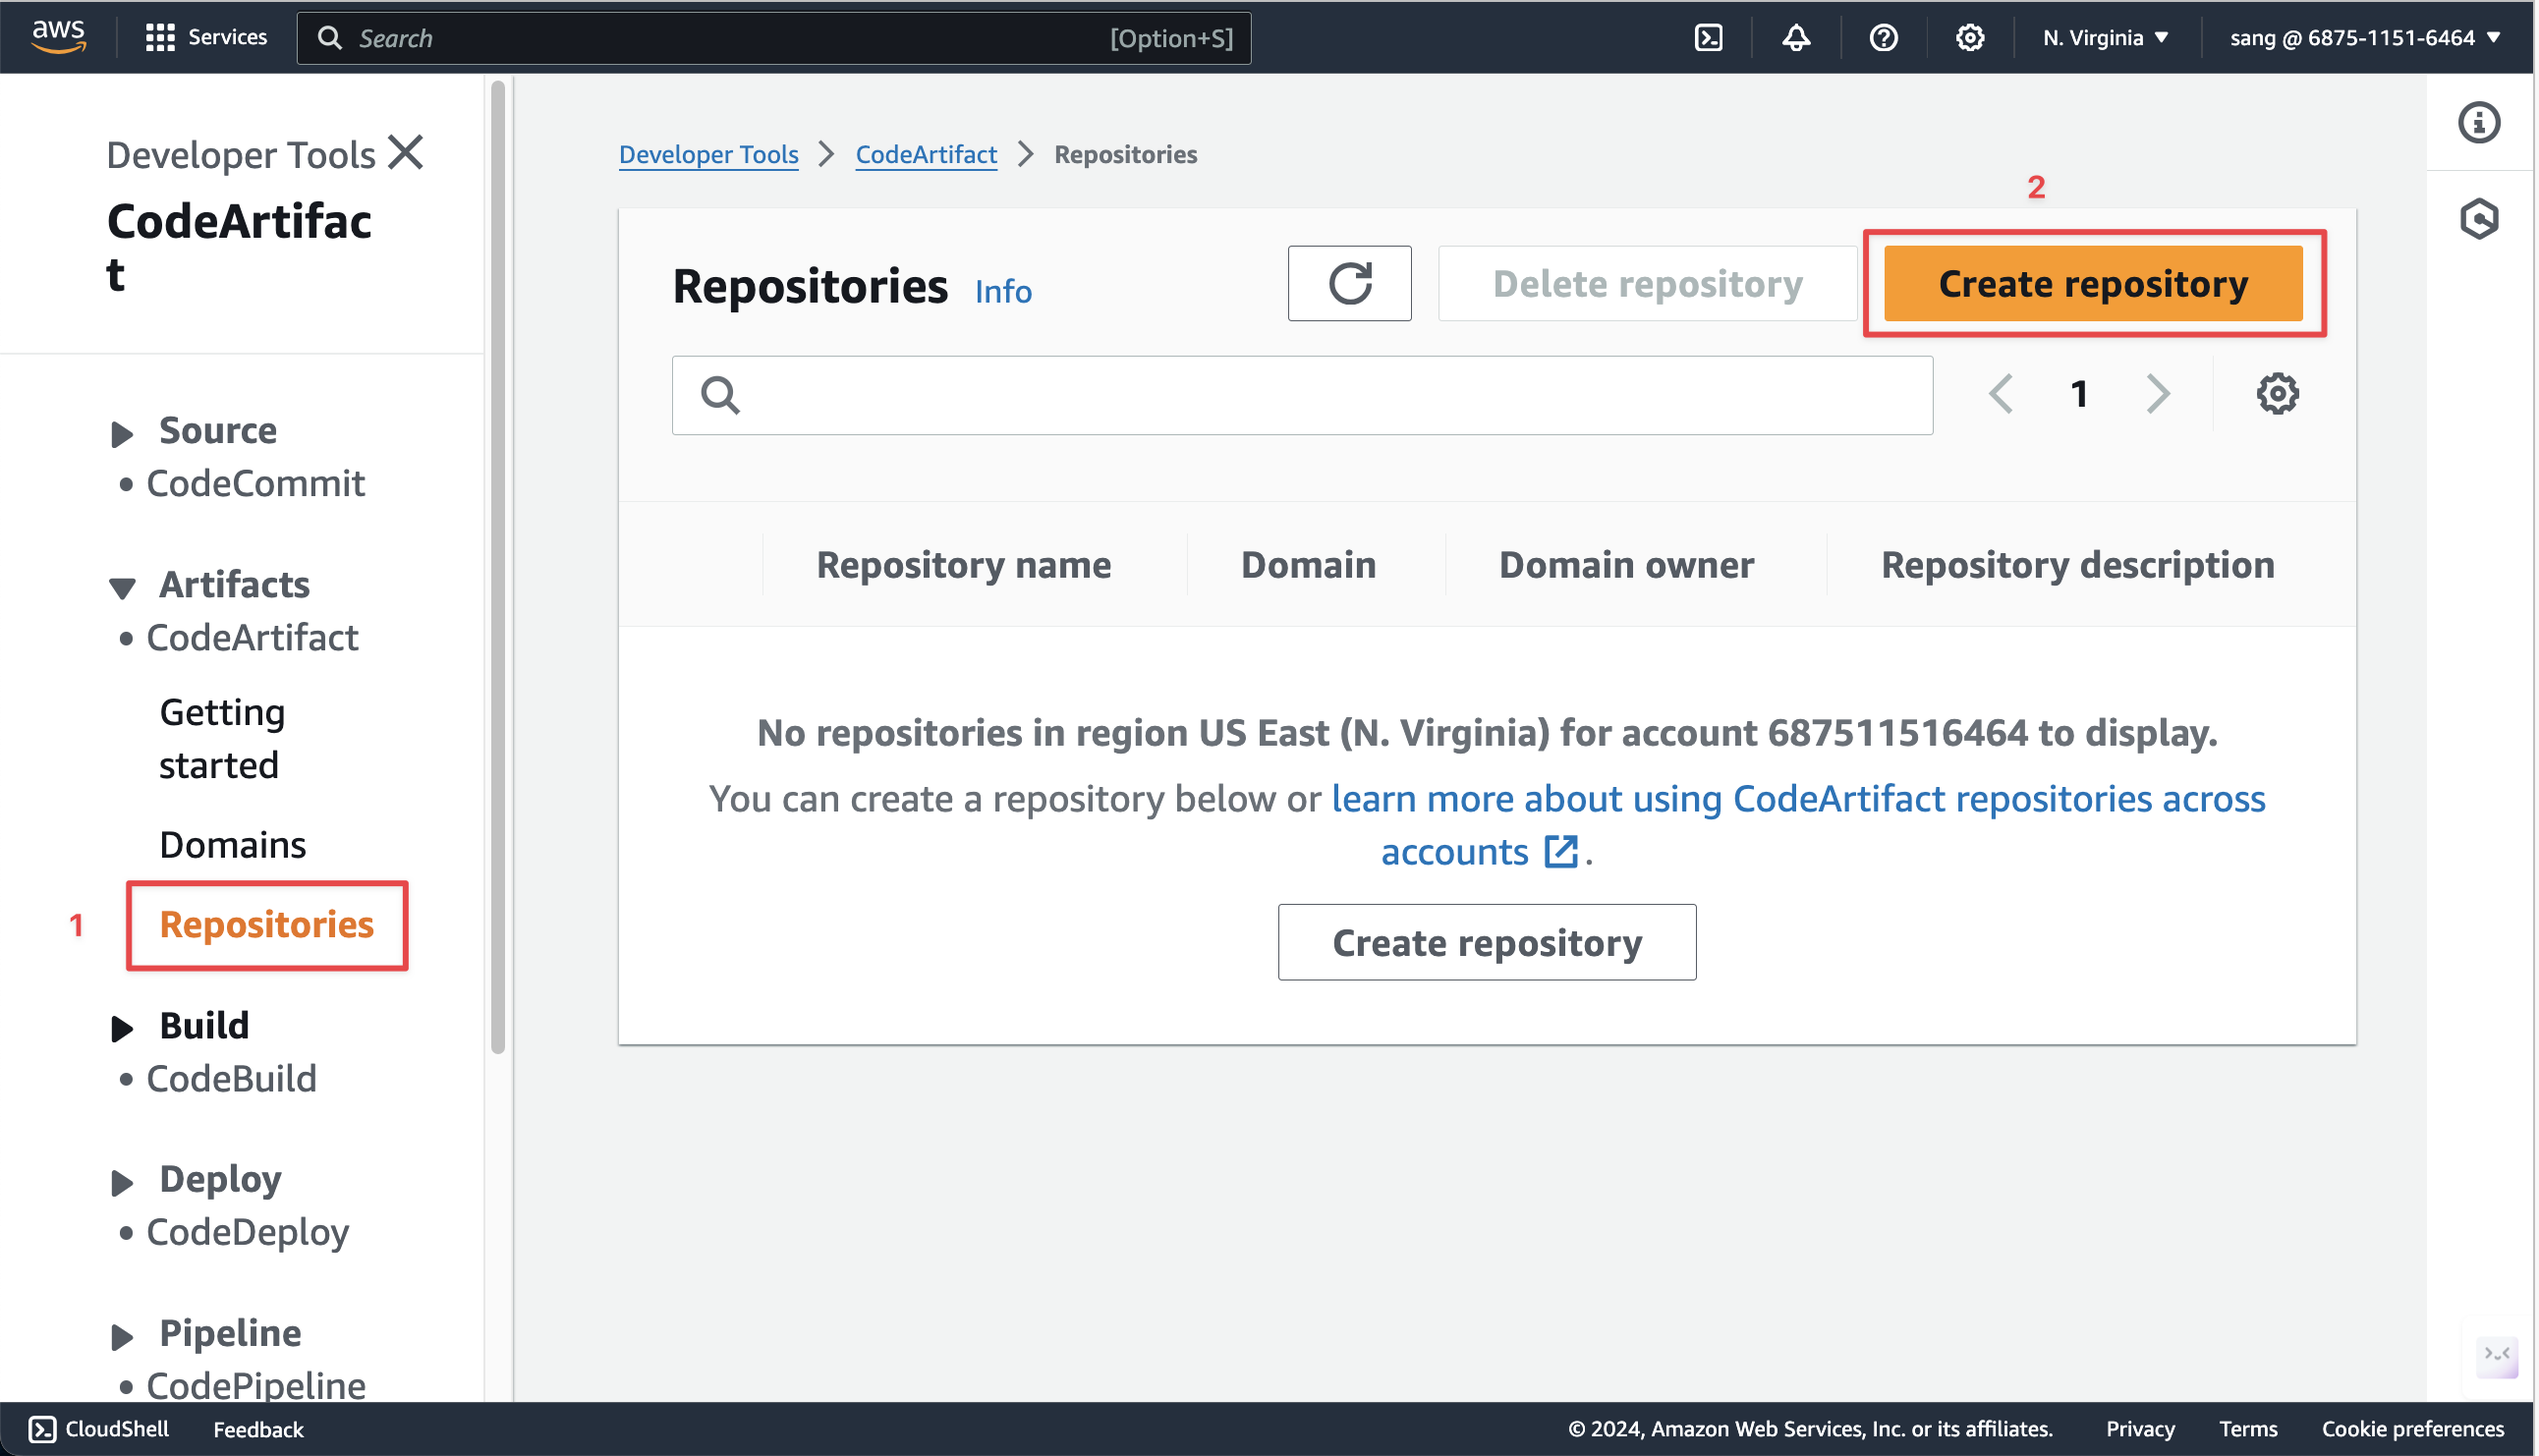 aws
Services
Search
[Option+S]
N. Virginia
sang @ 6875-1151-6464
Developer Tools
CodeArtifac
t
Source
CodeCommit
Artifacts
CodeArtifact
Getting
started
Domains
1
Repositories
Build
CodeBuild
Deploy
CodeDeploy
Pipeline
CodePipeline
Developer Tools
CodeArtifact
Repositories
2
Repositories
Info
Delete repository
Create repository
1
Repository name
Domain
Domain owner
Repository description
No repositories in region US East (N. Virginia) for account 687511516464 to display.
You can create a repository below or learn more about using CodeArtifact repositories across
accounts .
Create repository
CloudShell
Feedback
© 2024, Amazon Web Services, Inc. or its affiliates.
Privacy
Terms
Cookie preferences